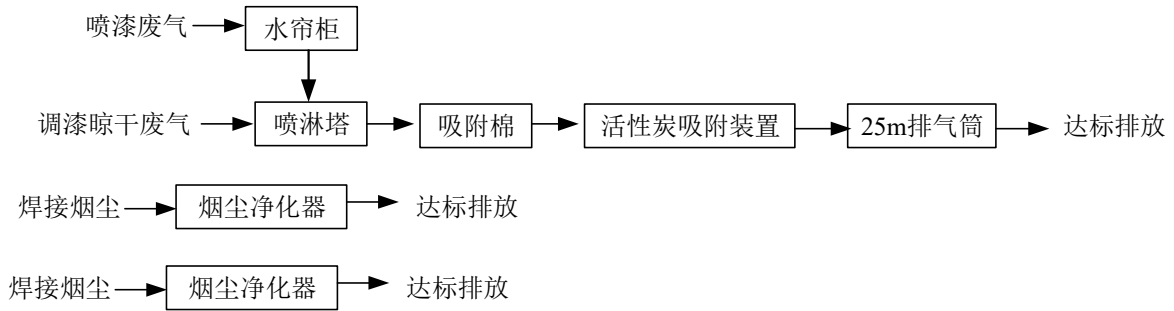 喷漆废气 水帘柜
调漆晾干废气 喷淋塔 吸附棉 活性炭吸附装置 25m排气筒 达标排放
焊接烟尘 烟尘净化器 达标排放
焊接烟尘 烟尘净化器 达标排放